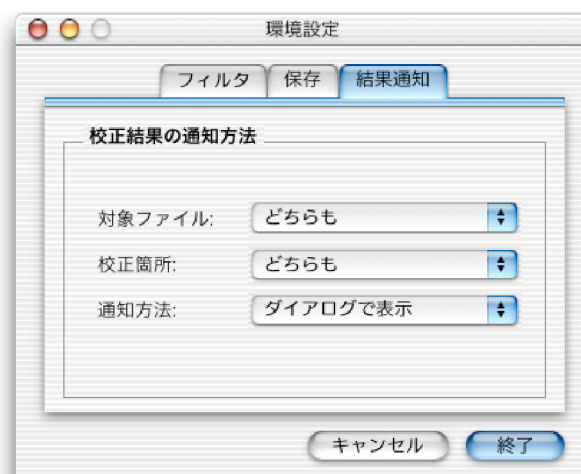 環境設定
フィルタ 保存 結果通知
校正結果の通知方法
対象ファイル: どちらも
校正箇所: どちらも
通知方法: ダイアログで表示
キャンセル 終了